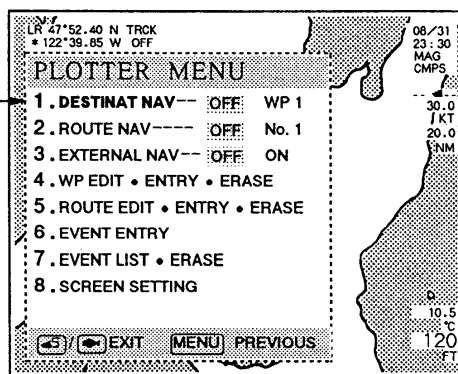 LR 47°52.40 N TRCK
* 122°39.85 W OFF
08/31
23:30
MAG
CMPS
PLOTTER MENU
1. DESTINAT NAV-- OFF WP 1
2. ROUTE NAV---- OFF No. 1
3. EXTERNAL NAV-- OFF ON
4. WP EDIT • ENTRY • ERASE
5. ROUTE EDIT • ENTRY • ERASE
6. EVENT ENTRY
7. EVENT LIST • ERASE
8. SCREEN SETTING
/ EXIT MENU PREVIOUS
30.0
KT
20.0
NM
D
10.5
°C
120
FT